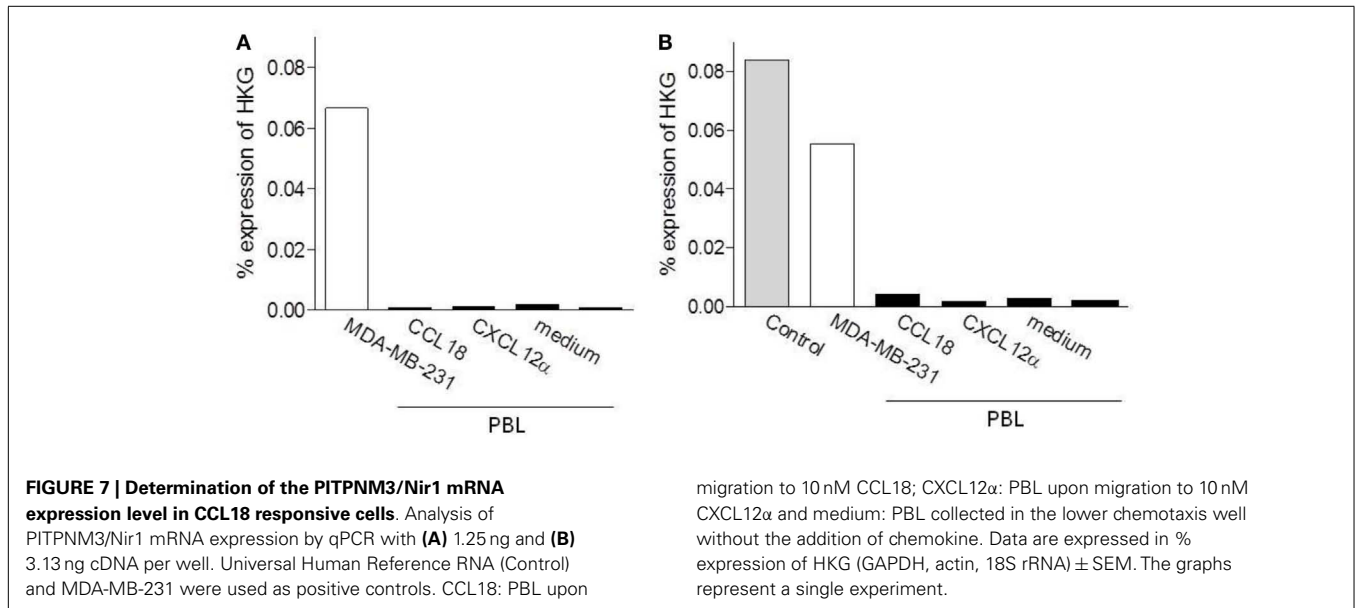 A
% expression of HKG
0.08
0.06
0.04
0.02
0.00
MDA-MB-231
CCL18
CXCL12α
medium
PBL
B
% expression of HKG
0.08
0.06
0.04
0.02
0.00
Control
MDA-MB-231
CCL18
CXCL12α
medium
PBL
FIGURE 7 | Determination of the PITPNM3/Nir1 mRNA
expression level in CCL18 responsive cells. Analysis of
PITPNM3/Nir1 mRNA expression by qPCR with (A) 1.25 ng and (B)
3.13 ng cDNA per well. Universal Human Reference RNA (Control)
and MDA-MB-231 were used as positive controls. CCL18: PBL upon
migration to 10 nM CCL18; CXCL12α: PBL upon migration to 10 nM
CXCL12α and medium: PBL collected in the lower chemotaxis well
without the addition of chemokine. Data are expressed in %
expression of HKG (GAPDH, actin, 18S rRNA) ± SEM. The graphs
represent a single experiment.